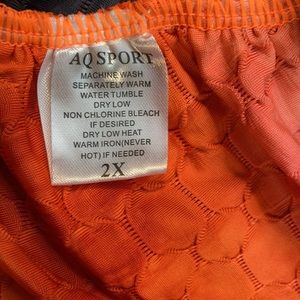 AQ SPORT
MACHINE WASH
SEPARATELY WARM
WATER TUMBLE
DRY LOW
NON CHLORINE BLEACH
IF DESIRED
DRY LOW HEAT
WARM IRON(NEVER
HOT) IF NEEDED
2X